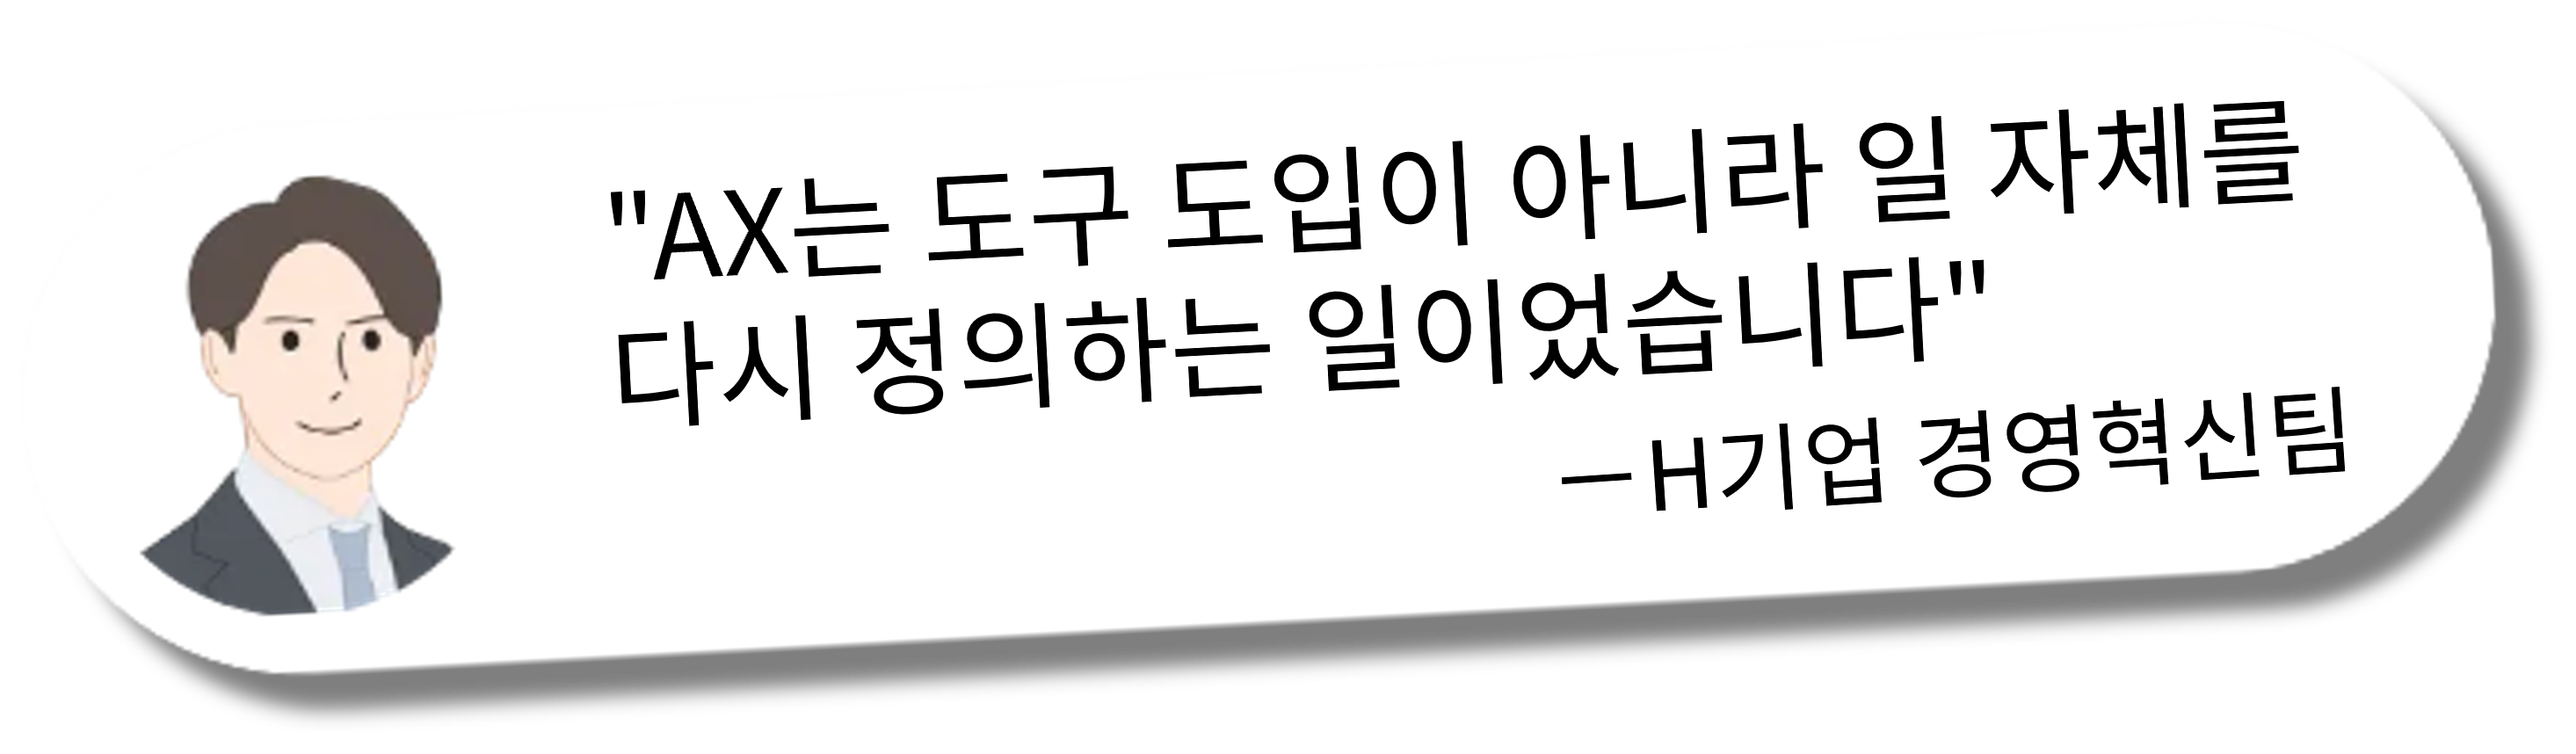 "AX는 도구 도입이 아니라 일 자체를
다시 정의하는 일이었습니다"
—H기업 경영혁신팀